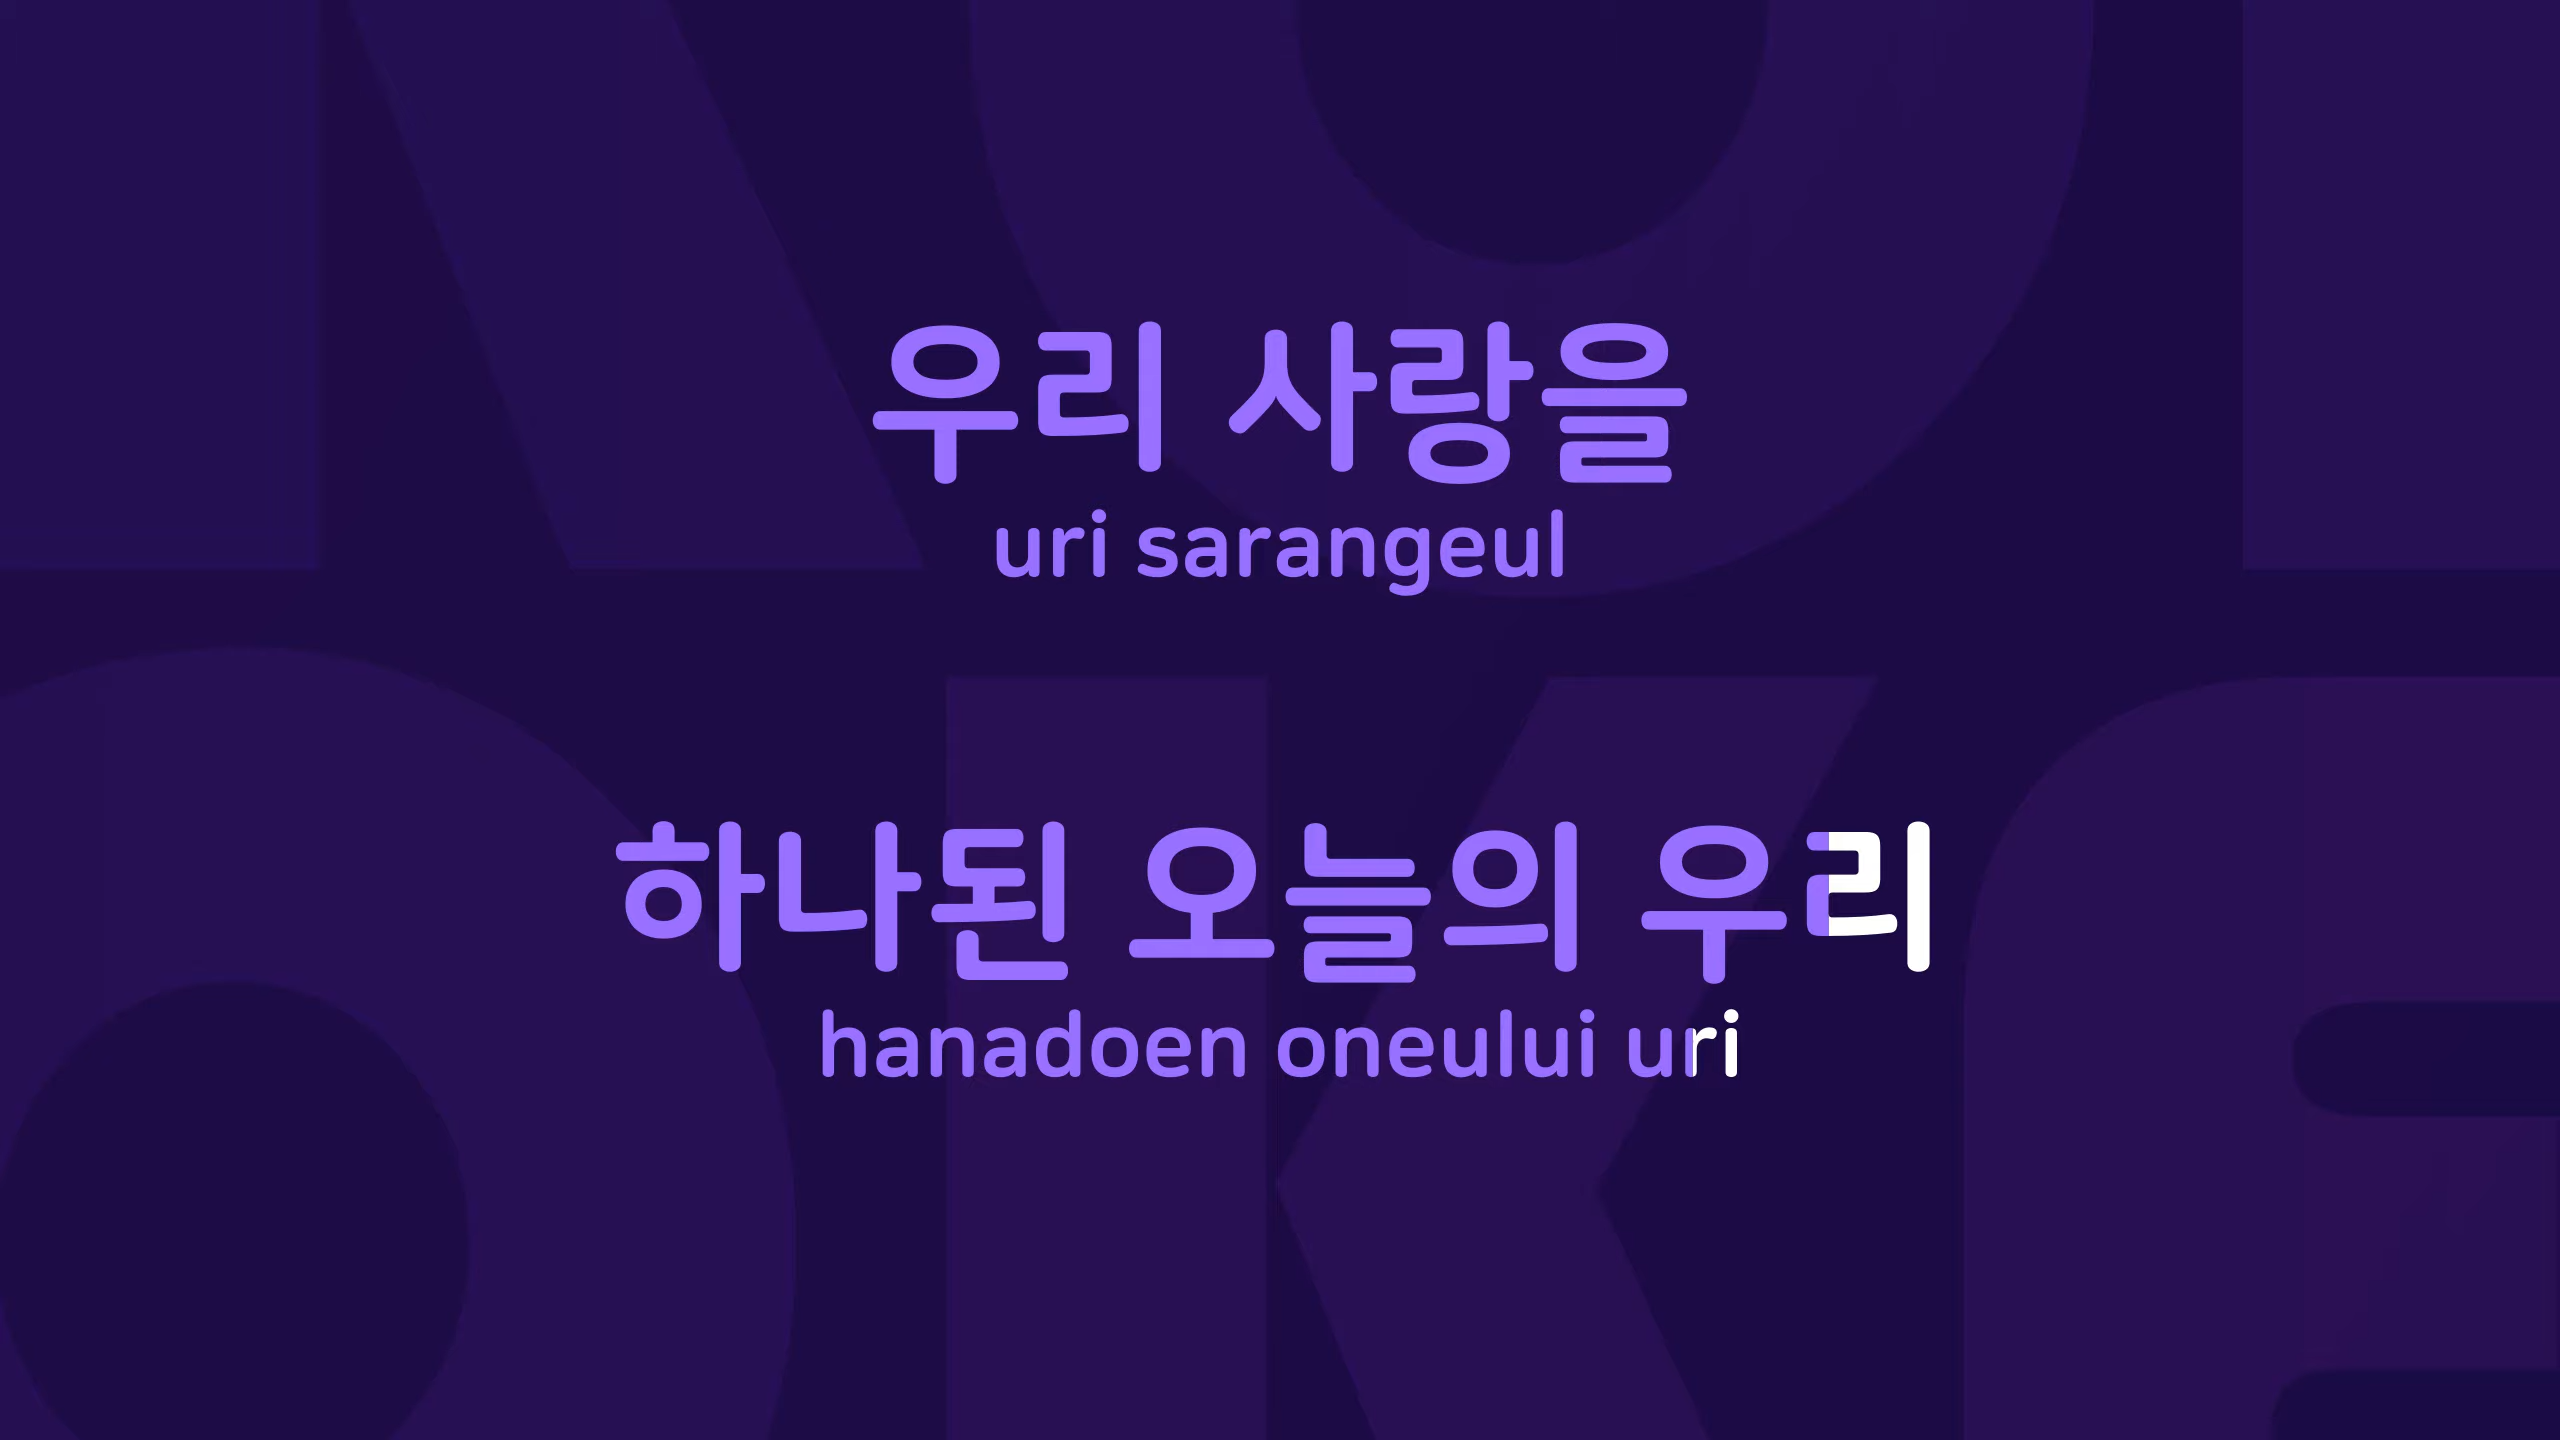 우리 사랑을
uri sarangeul
하나된 오늘의 우리
hanadoen oneului uri